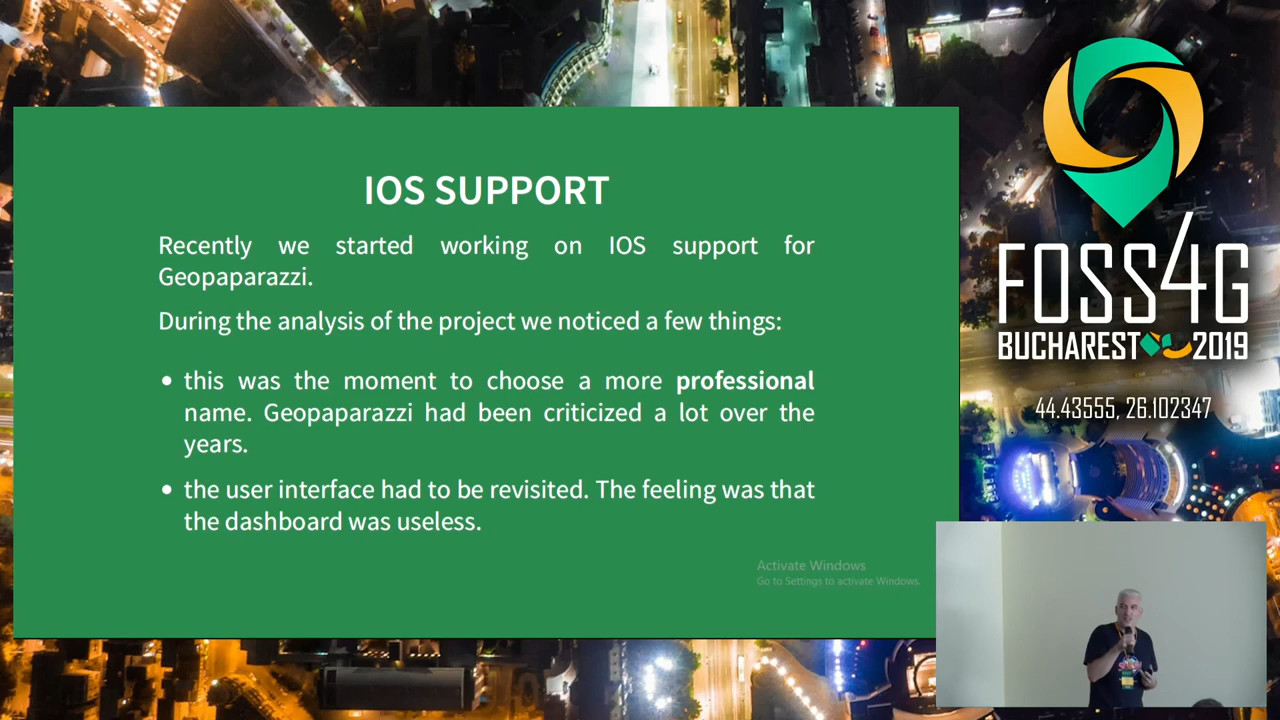 IOS SUPPORT
Recently we started working on IOS support for
Geopaparazzi.
During the analysis of the project we noticed a few things:
• this was the moment to choose a more professional
name. Geopaparazzi had been criticized a lot over the
years.
• the user interface had to be revisited. The feeling was that
the dashboard was useless.
Activate Windows
Go to Settings to activate Windows.
FOSS4G
BUCHAREST 2019
44.43555, 26.102347